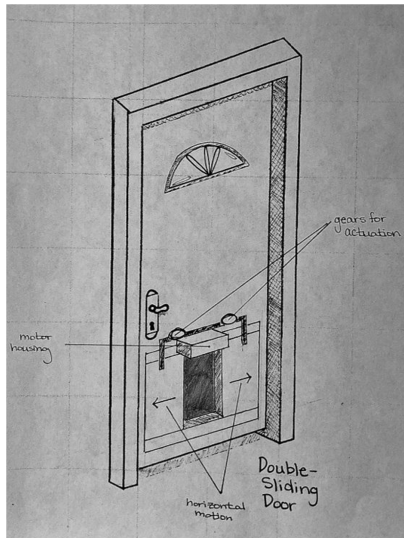 gears for
actuation
motor
housing
horizontal
motion
Double-
Sliding
Door